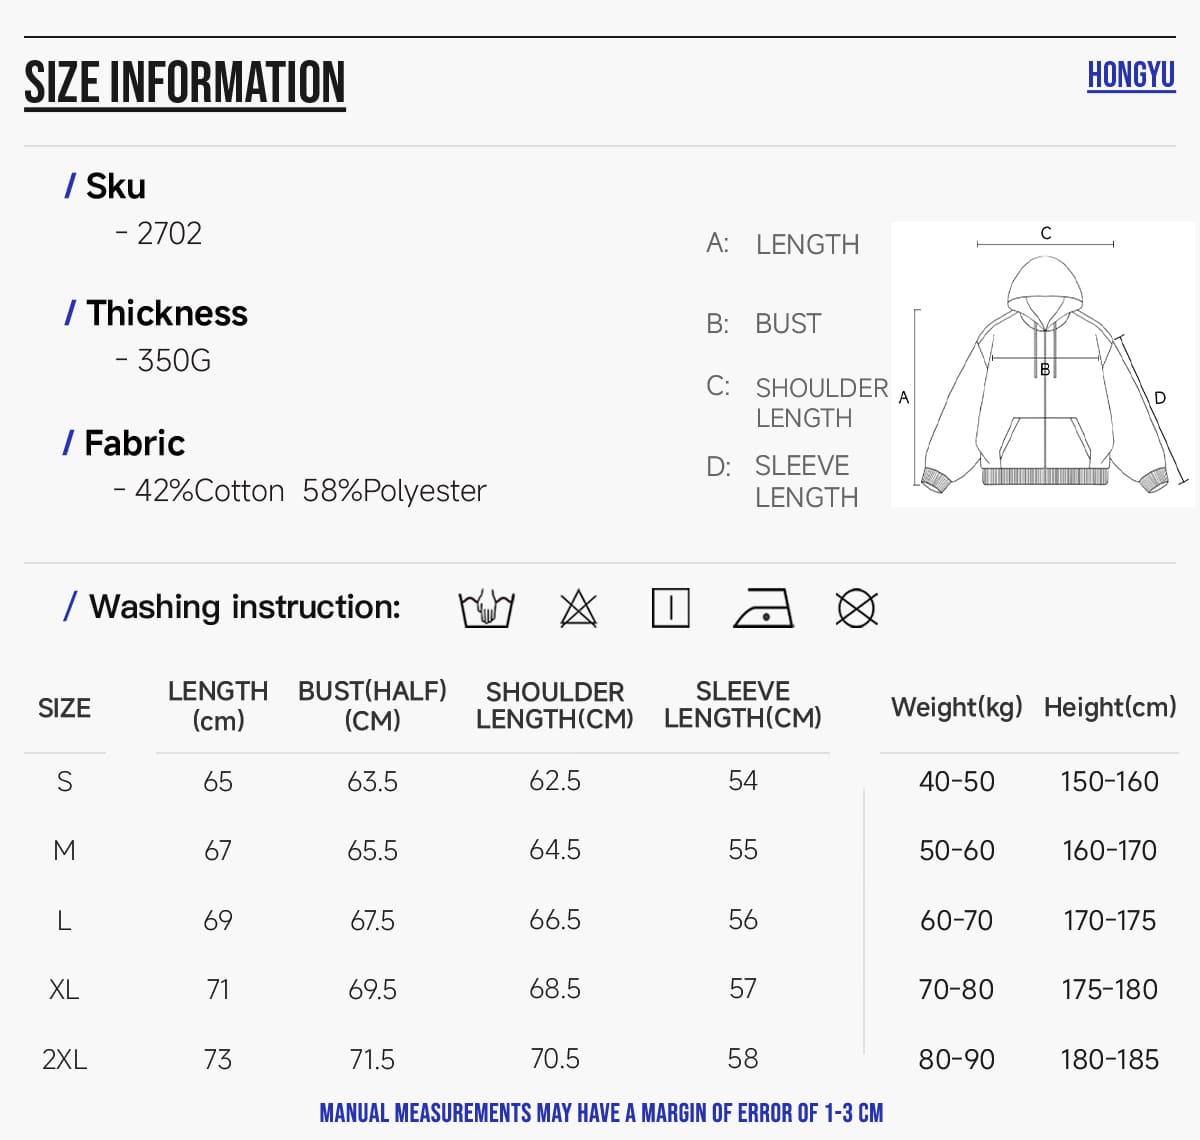 SIZE INFORMATION
HONGYU
/ Sku
- 2702
/ Thickness
- 350G
/ Fabric
- 42%Cotton 58%Polyester
A: LENGTH
B: BUST
C: SHOULDER
LENGTH
D: SLEEVE
LENGTH
C
A
B
D
/ Washing instruction:
SIZE LENGTH (cm) BUST(HALF) (CM) SHOULDER LENGTH(CM) SLEEVE LENGTH(CM) Weight(kg) Height(cm)
S 65 63.5 62.5 54 40-50 150-160
M 67 65.5 64.5 55 50-60 160-170
L 69 67.5 66.5 56 60-70 170-175
XL 71 69.5 68.5 57 70-80 175-180
2XL 73 71.5 70.5 58 80-90 180-185
MANUAL MEASUREMENTS MAY HAVE A MARGIN OF ERROR OF 1-3 CM